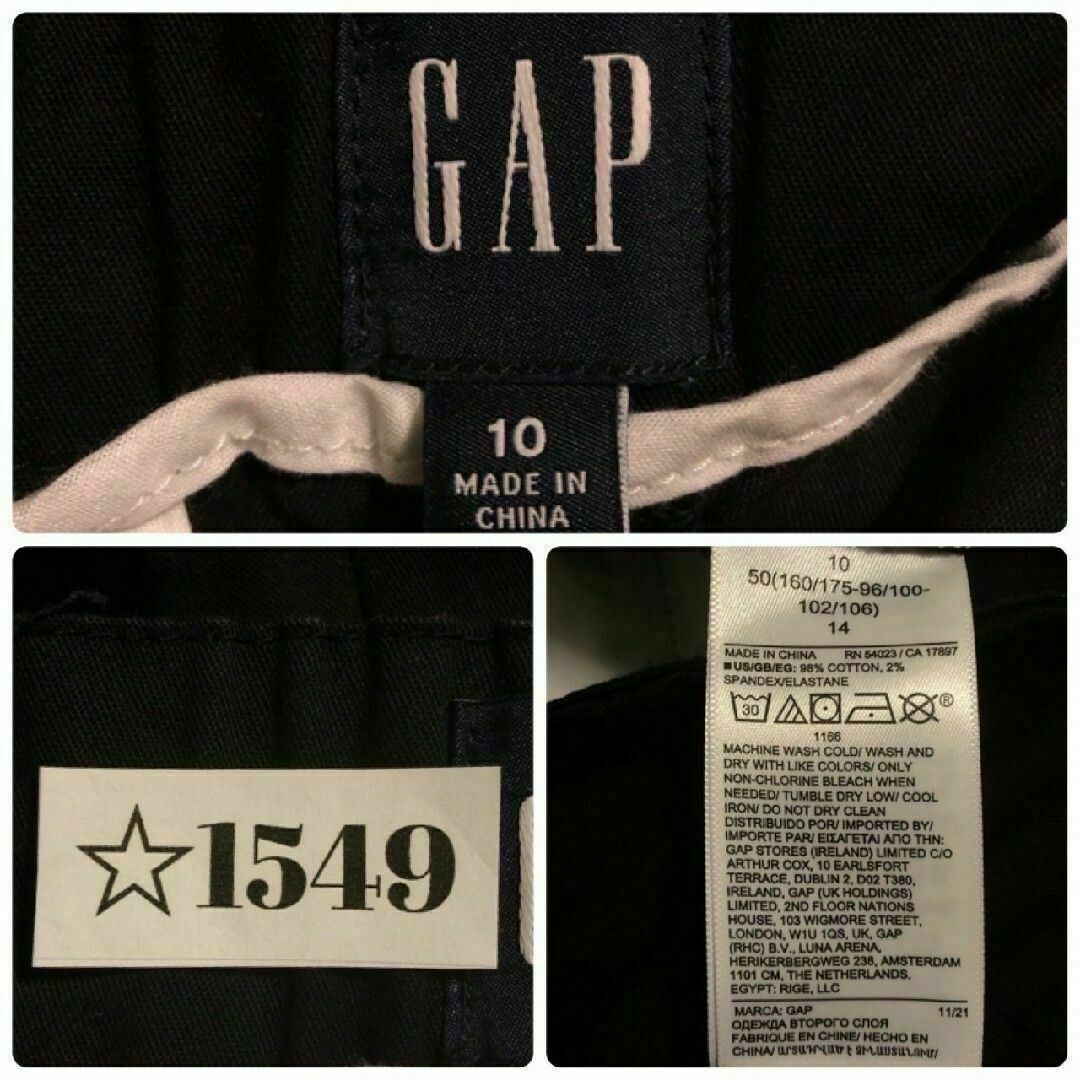 GAP
10
MADE IN
CHINA
☆1549
10
50(160/175-96/100-
102/106)
14
MADE IN CHINA RN 54023 / CA 17897
■US/GB/EG: 98% COTTON, 2%
SPANDEX/ELASTANE
30
®
1166
MACHINE WASH COLD/ WASH AND
DRY WITH LIKE COLORS/ ONLY
NON-CHLORINE BLEACH WHEN
NEEDED/ TUMBLE DRY LOW/ COOL
IRON/ DO NOT DRY CLEAN
DISTRIBUIDO POR/ IMPORTED BY/
IMPORTE PAR/ ΕΙΣΑΓΕΤΑΙ ΑΠΟ ΤΗΝ:
GAP STORES (IRELAND) LIMITED C/O
ARTHUR COX, 10 EARLSFORT
TERRACE, DUBLIN 2, D02 T380,
IRELAND, GAP (UK HOLDINGS)
LIMITED, 2ND FLOOR NATIONS
HOUSE, 103 WIGMORE STREET,
LONDON, W1U 1QS, UK, GAP
(RHC) B.V., LUNA ARENA,
HERIKERBERGWEG 238, AMSTERDAM
1101 CM, THE NETHERLANDS,
EGYPT: RIGE, LLC
MARCA: GAP 11/21
ОДЕЖДА ВТОРОГО СЛОЯ
FABRIQUE EN CHINE/ HECHO EN
CHINA/